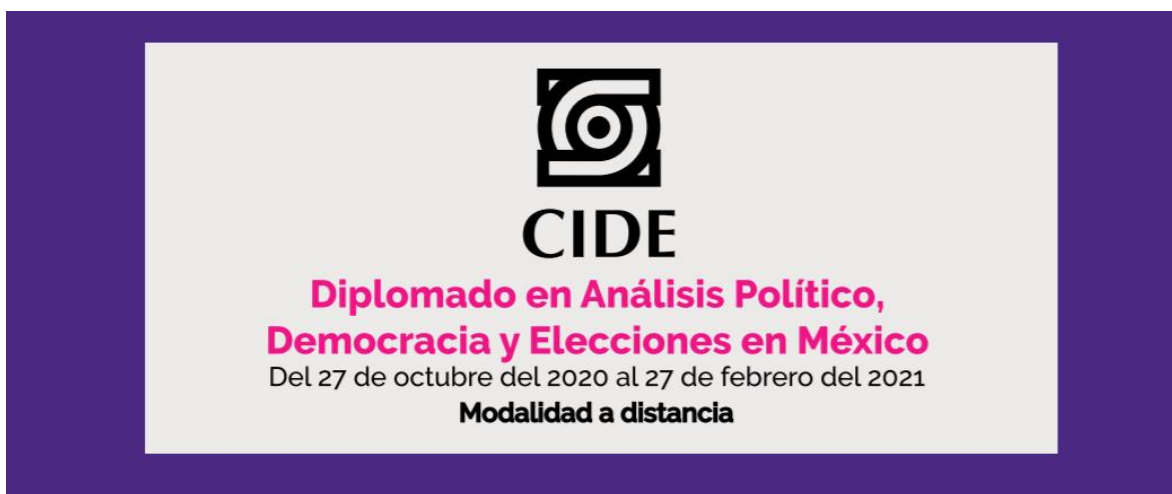 CIDE
Diplomado en Análisis Político,
Democracia y Elecciones en México
Del 27 de octubre del 2020 al 27 de febrero del 2021
Modalidad a distancia